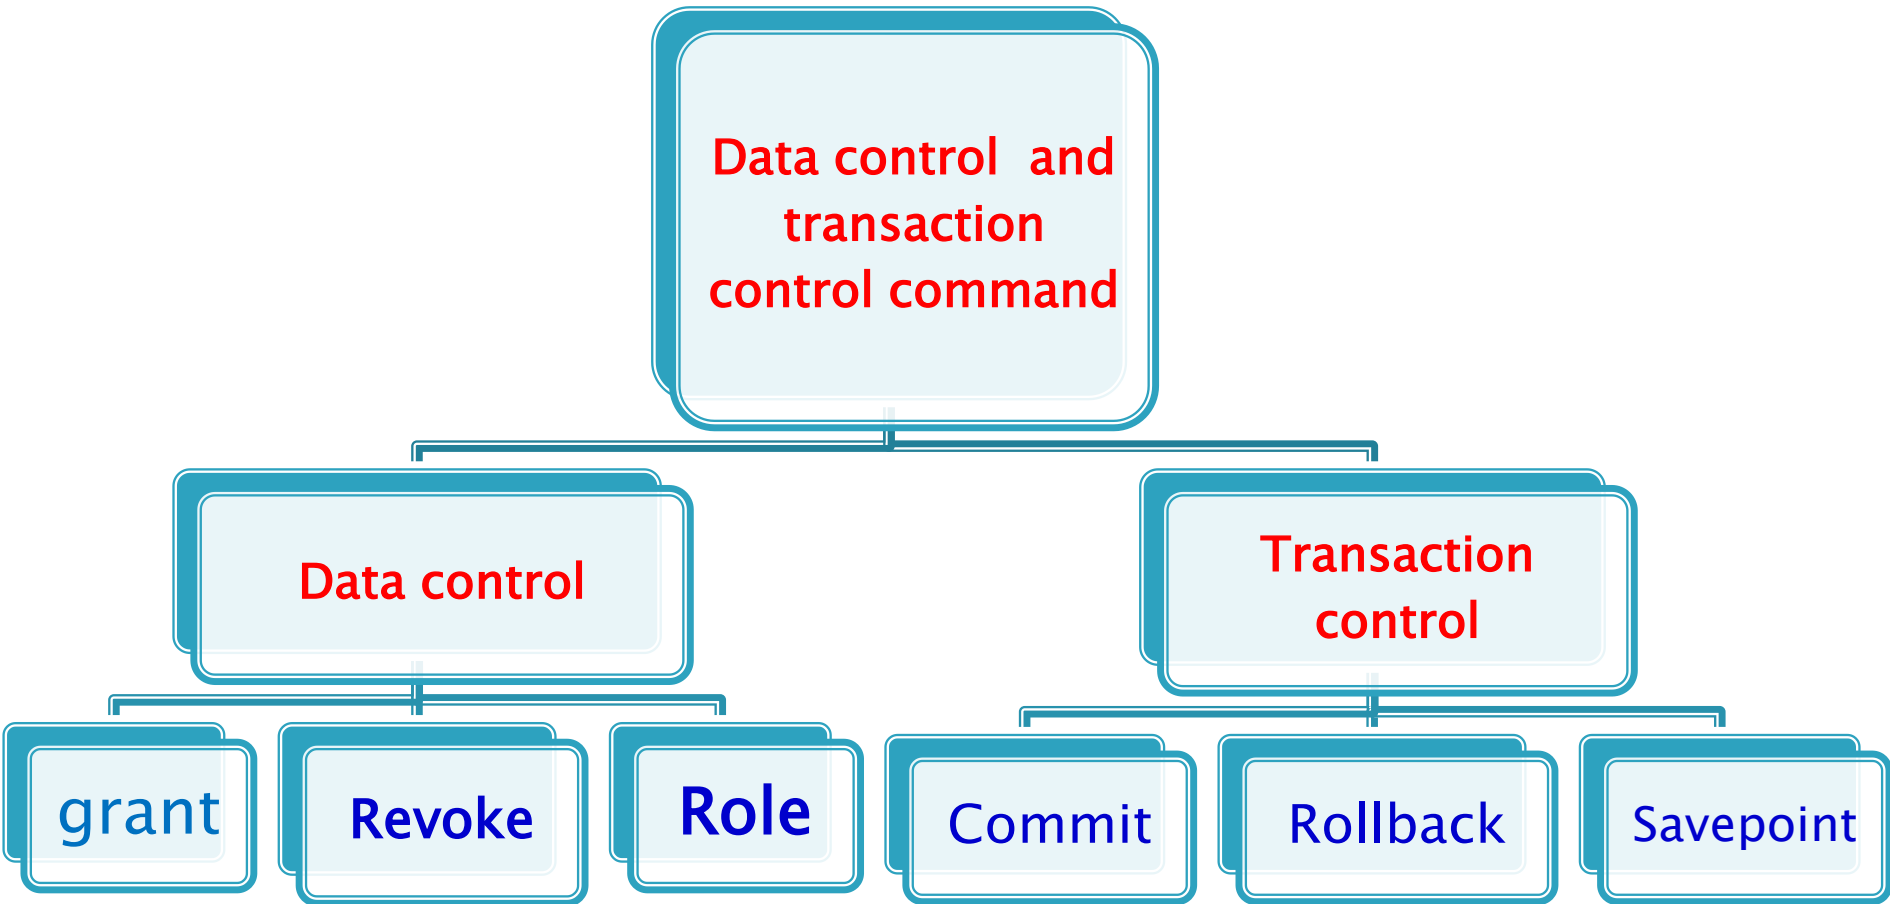 Data control and
transaction
control command
Data control
Transaction
control
grant
Revoke
Role
Commit
Rollback
Savepoint